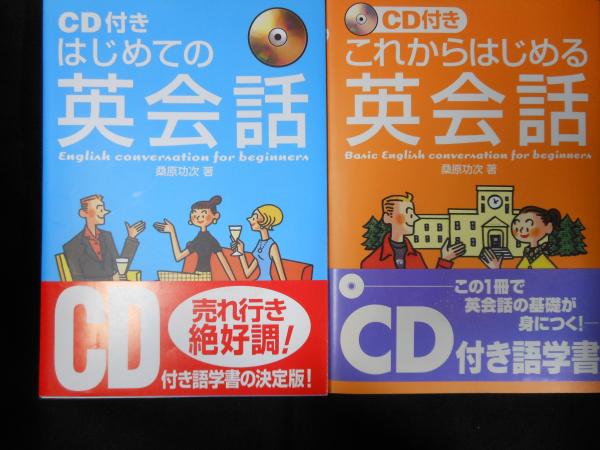 CD付き
はじめての
英会話
English conversation for beginners
桑原功次 著
CD
売れ行き
絶好調!
付き語学書の決定版!
CD付き
これからはじめる
英会話
Basic English conversation for beginners
桑原功次 著
この1冊で
英会話の基礎が
身につく!
CD付き語学書